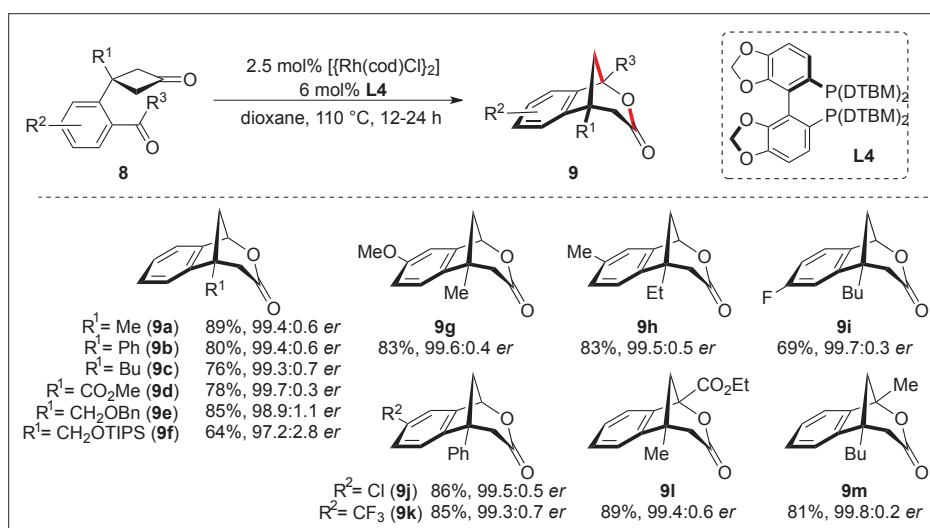 R¹
O
R³
R²
O
8
2.5 mol% [{Rh(cod)Cl}₂]
6 mol% L4
dioxane, 110 °C, 12-24 h
R³
R²
O
R¹
O
9
O
O
P(DTBM)₂
P(DTBM)₂
O
O
L4
O
R¹
O
R¹= Me (9a) 89%, 99.4:0.6 er
R¹= Ph (9b) 80%, 99.4:0.6 er
R¹= Bu (9c) 76%, 99.3:0.7 er
R¹= CO₂Me (9d) 78%, 99.7:0.3 er
R¹= CH₂OBn (9e) 85%, 98.9:1.1 er
R¹= CH₂OTIPS (9f) 64%, 97.2:2.8 er
MeO
O
Me
O
9g
83%, 99.6:0.4 er
Me
O
Et
O
9h
83%, 99.5:0.5 er
O
F
Bu
O
9i
69%, 99.7:0.3 er
R²
O
Ph
O
R²= Cl (9j) 86%, 99.5:0.5 er
R²= CF₃ (9k) 85%, 99.3:0.7 er
CO₂Et
O
Me
O
9l
89%, 99.4:0.6 er
Me
O
Bu
O
9m
81%, 99.8:0.2 er